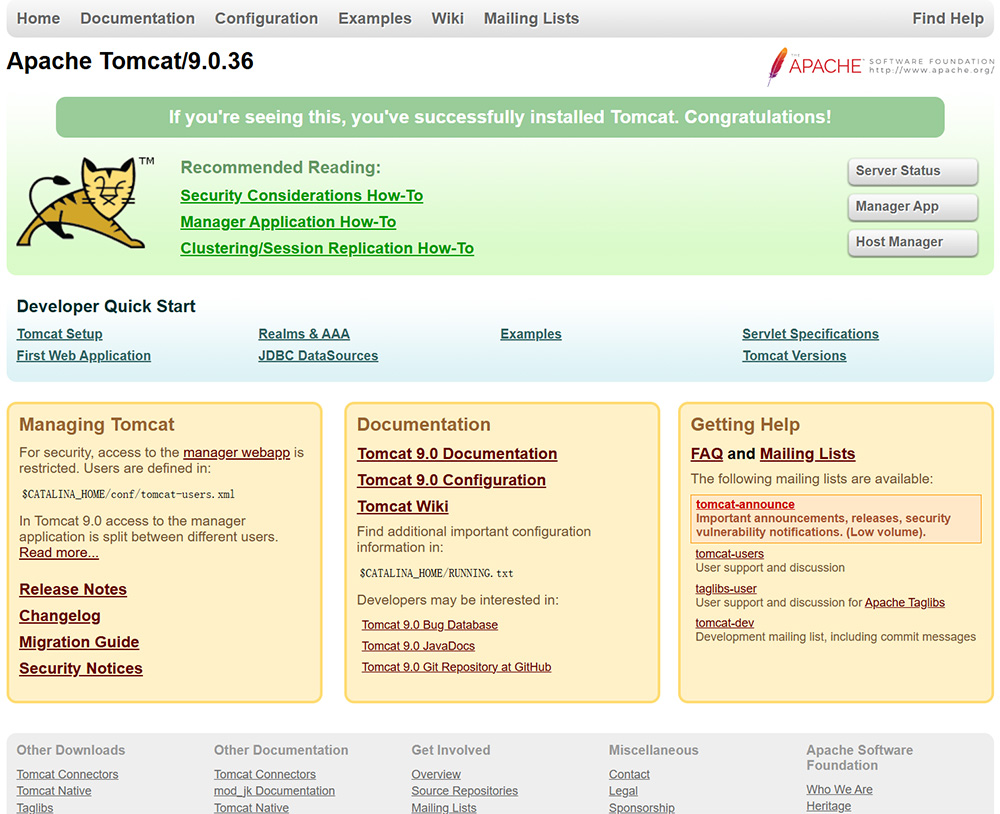 Home Documentation Configuration Examples Wiki Mailing Lists Find Help
Apache Tomcat/9.0.36
THE APACHE SOFTWARE FOUNDATION
http://www.apache.org/
If you're seeing this, you've successfully installed Tomcat. Congratulations!
TM
Recommended Reading:
Security Considerations How-To
Manager Application How-To
Clustering/Session Replication How-To
Server Status
Manager App
Host Manager
Developer Quick Start
Tomcat Setup
First Web Application
Realms & AAA
JDBC DataSources
Examples
Servlet Specifications
Tomcat Versions
Managing Tomcat
For security, access to the manager webapp is
restricted. Users are defined in:
$CATALINA_HOME/conf/tomcat-users.xml
In Tomcat 9.0 access to the manager
application is split between different users.
Read more...
Release Notes
Changelog
Migration Guide
Security Notices
Documentation
Tomcat 9.0 Documentation
Tomcat 9.0 Configuration
Tomcat Wiki
Find additional important configuration
information in:
$CATALINA_HOME/RUNNING.txt
Developers may be interested in:
Tomcat 9.0 Bug Database
Tomcat 9.0 JavaDocs
Tomcat 9.0 Git Repository at GitHub
Getting Help
FAQ and Mailing Lists
The following mailing lists are available:
tomcat-announce
Important announcements, releases, security
vulnerability notifications. (Low volume).
tomcat-users
User support and discussion
taglibs-user
User support and discussion for Apache Taglibs
tomcat-dev
Development mailing list, including commit messages
Other Downloads
Tomcat Connectors
Tomcat Native
Taglibs
Other Documentation
Tomcat Connectors
mod_jk Documentation
Tomcat Native
Get Involved
Overview
Source Repositories
Mailing Lists
Miscellaneous
Contact
Legal
Sponsorship
Apache Software
Foundation
Who We Are
Heritage